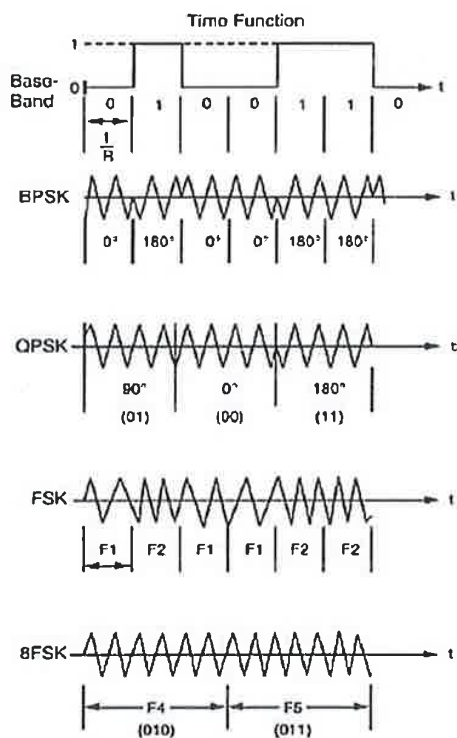 Timo Function
1
Baso-
Band
0
t
0 1 0 0 1 1 0
1
R
BPSK
t
0° 180° 0° 0° 180° 180°
QPSK
t
90° 0° 180°
(01) (00) (11)
FSK
t
F1 F2 F1 F1 F2 F2
8FSK
t
F4 F5
(010) (011)